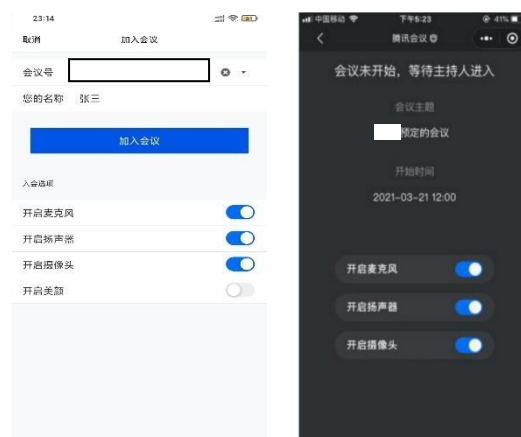 23:14
取消 加入会议
会议号
您的名称 张三
加入会议
入会选项
开启麦克风
开启扬声器
开启摄像头
开启美颜
中国移动 下午5:23 41%
腾讯会议
会议未开始，等待主持人进入
会议主题
预定的会议
开始时间
2021-03-21 12:00
开启麦克风
开启扬声器
开启摄像头